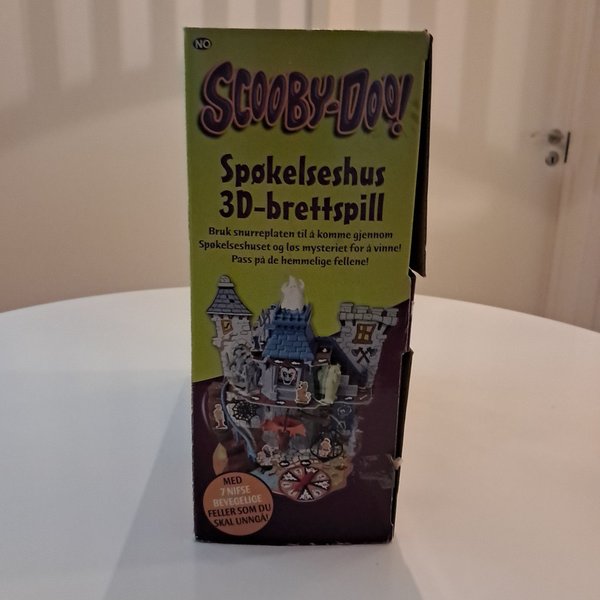 NO
SCOOBY-DOO!
Spøkelseshus
3D-brettspill
Bruk snurreplaten til å komme gjennom
Spøkelseshuset og løs mysteriet for å vinne!
Pass på de hemmelige fellene!
MED
7 NIFSE
BEVEGELIGE
FELLER SOM DU
SKAL UNNGÅ!